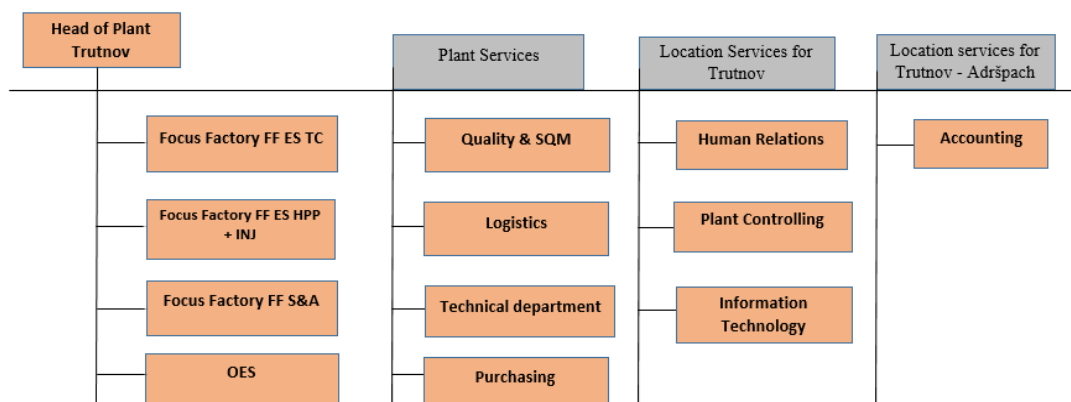 Head of Plant
Trutnov
Focus Factory FF ES TC
Focus Factory FF ES HPP
+ INJ
Focus Factory FF S&A
OES
Plant Services
Quality & SQM
Logistics
Technical department
Purchasing
Location Services for
Trutnov
Human Relations
Plant Controlling
Information
Technology
Location services for
Trutnov - Adršpach
Accounting